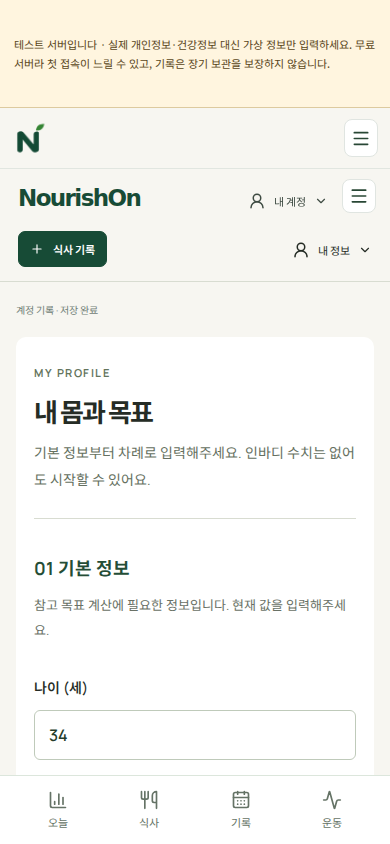 테스트 서버입니다 · 실제 개인정보·건강정보 대신 가상 정보만 입력하세요. 무료
서버라 첫 접속이 느릴 수 있고, 기록은 장기 보관을 보장하지 않습니다.
N
NourishOn
내 계정
식사 기록
내 정보
계정 기록 · 저장 완료
MY PROFILE
내 몸과 목표
기본 정보부터 차례로 입력해주세요. 인바디 수치는 없어
도 시작할 수 있어요.
01 기본 정보
참고 목표 계산에 필요한 정보입니다. 현재 값을 입력해주세
요.
나이 (세)
34
오늘
식사
기록
운동